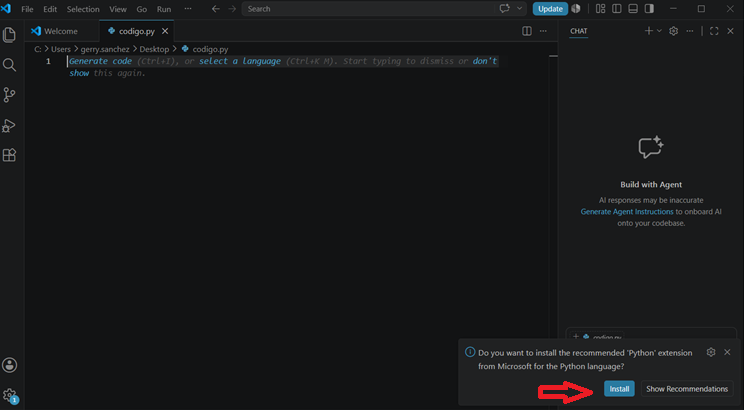 File Edit Selection View Go Run ··· Search Update
Welcome codigo.py
C: > Users > gerry.sanchez > Desktop > codigo.py
1 Generate code (Ctrl+I), or select a language (Ctrl+K M). Start typing to dismiss or don't
show this again.
CHAT
Build with Agent
AI responses may be inaccurate
Generate Agent Instructions to onboard AI
onto your codebase.
codigo.py
Do you want to install the recommended 'Python' extension
from Microsoft for the Python language?
Install Show Recommendations
1